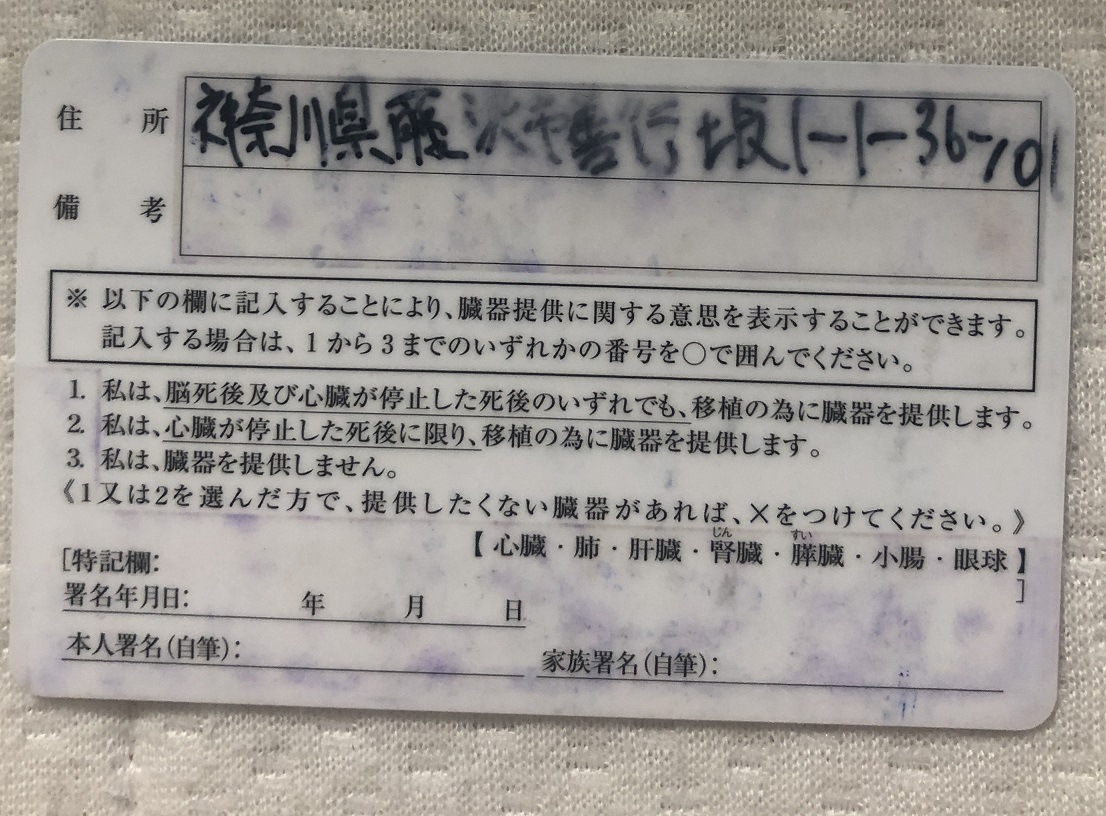 住所 神奈川県藤沢市善行坂1-1-36-101
備考
※ 以下の欄に記入することにより、臓器提供に関する意思を表示することができます。
記入する場合は、1から3までのいずれかの番号を○で囲んでください。
1. 私は、脳死後及び心臓が停止した死後のいずれでも、移植の為に臓器を提供します。
2. 私は、心臓が停止した死後に限り、移植の為に臓器を提供します。
3. 私は、臓器を提供しません。
《1又は2を選んだ方で、提供したくない臓器があれば、×をつけてください。》
【 心臓・肺・肝臓・腎臓・膵臓・小腸・眼球 】
じん すい
[特記欄: ]
署名年月日: 年 月 日
本人署名(自筆): 家族署名(自筆):